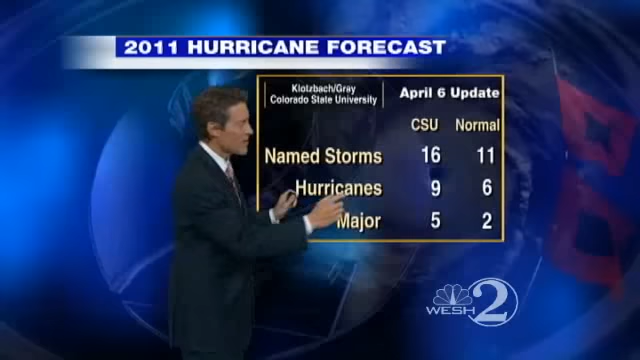 2011 HURRICANE FORECAST
Klotzbach/Gray
Colorado State University
April 6 Update
CSU Normal
Named Storms 16 11
Hurricanes 9 6
Major 5 2
WESH 2